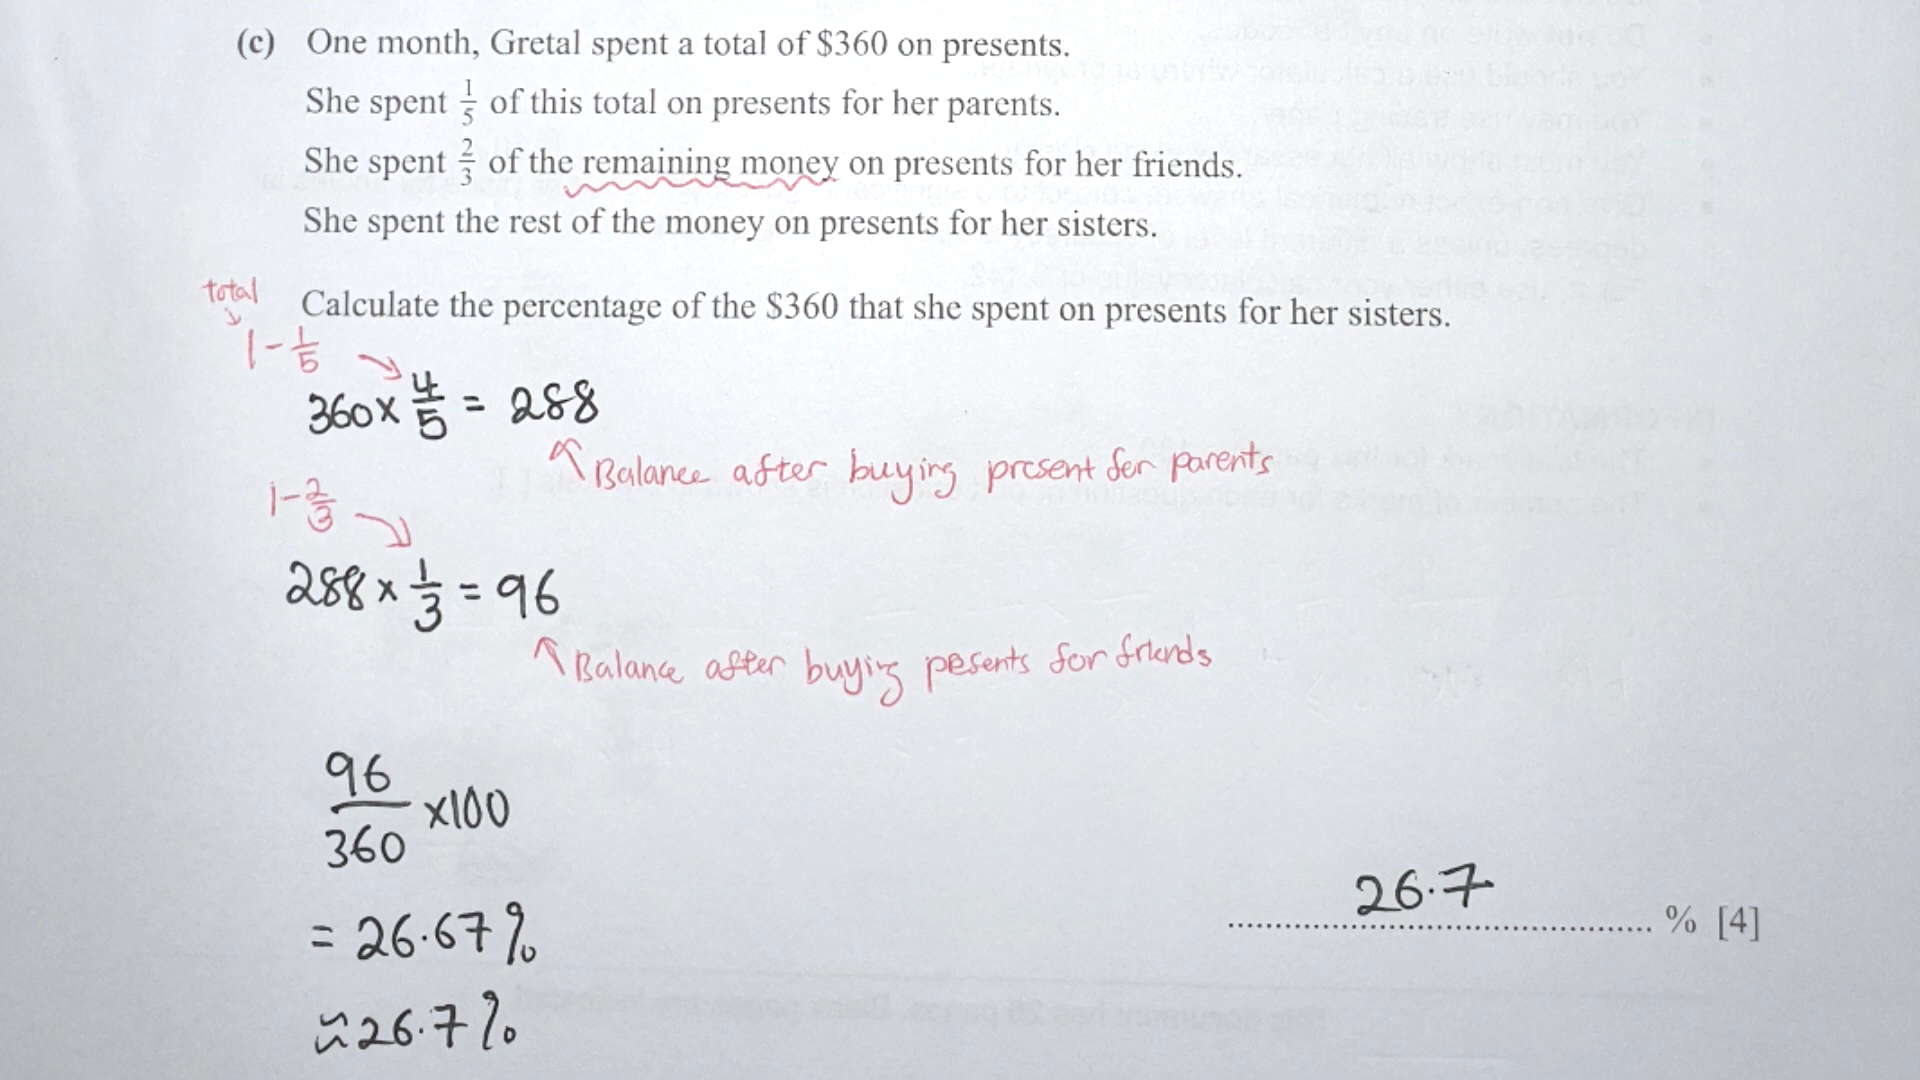 (c) One month, Gretal spent a total of $360 on presents.
She spent 1/5 of this total on presents for her parents.
She spent 2/3 of the remaining money on presents for her friends.
She spent the rest of the money on presents for her sisters.
total
Calculate the percentage of the $360 that she spent on presents for her sisters.
1 - 1/5
360 × 4/5 = 288
Balance after buying present for parents
1 - 2/3
288 × 1/3 = 96
Balance after buying pesents for friends
96/360 ×100
= 26.67%
26.7 % [4]
≈ 26.7%